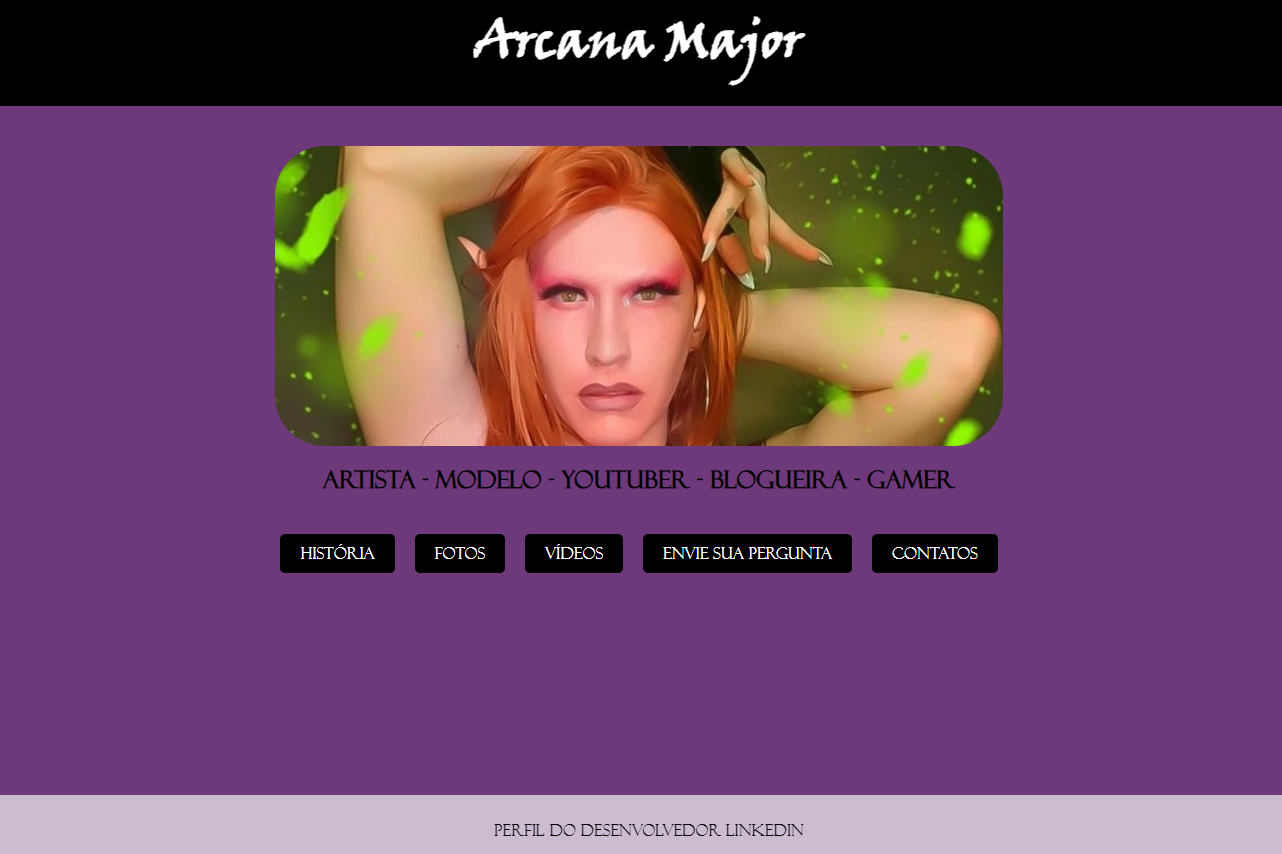 Arcana Major
ARTISTA - MODELO - YOUTUBER - BLOGUEIRA - GAMER
HISTÓRIA FOTOS VÍDEOS ENVIE SUA PERGUNTA CONTATOS
PERFIL DO DESENVOLVEDOR LINKEDIN